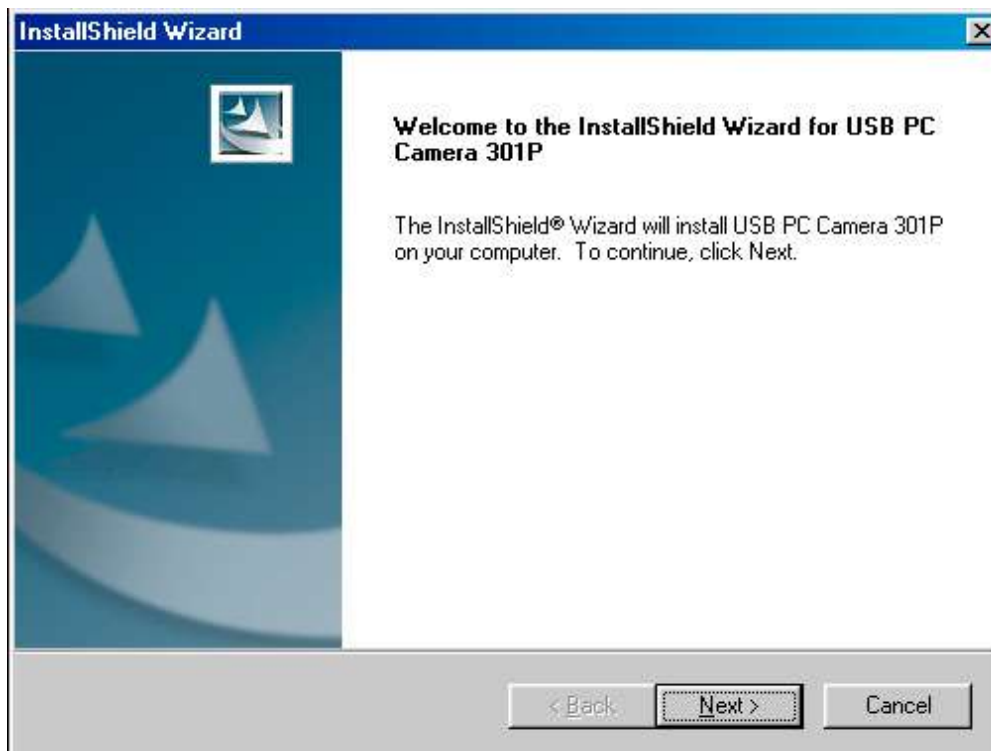 InstallShield Wizard
Welcome to the InstallShield Wizard for USB PC
Camera 301P
The InstallShield® Wizard will install USB PC Camera 301P
on your computer.  To continue, click Next.
< Back
Next >
Cancel